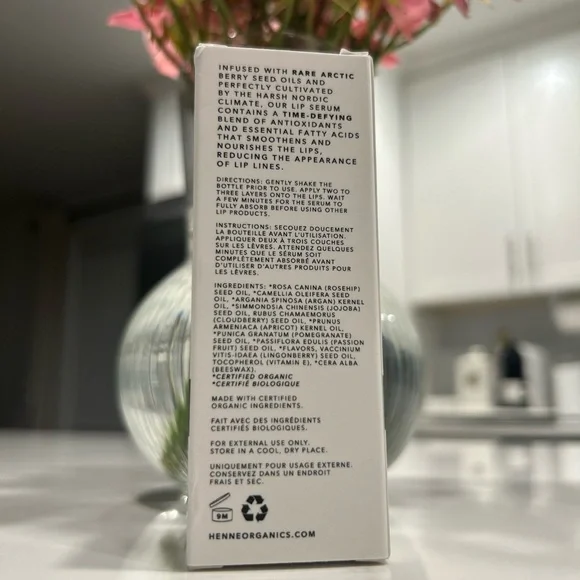 INFUSED WITH RARE ARCTIC
BERRY SEED OILS AND
PERFECTLY CULTIVATED
BY THE HARSH NORDIC
CLIMATE, OUR LIP SERUM
CONTAINS A TIME-DEFYING
BLEND OF ANTIOXIDANTS
AND ESSENTIAL FATTY ACIDS
THAT SMOOTHENS AND
NOURISHES THE LIPS,
REDUCING THE APPEARANCE
OF LIP LINES.
DIRECTIONS: GENTLY SHAKE THE
BOTTLE PRIOR TO USE. APPLY TWO TO
THREE LAYERS ONTO THE LIPS. WAIT
A FEW MINUTES FOR THE SERUM TO
FULLY ABSORB BEFORE USING OTHER
LIP PRODUCTS.
INSTRUCTIONS: SECOUEZ DOUCEMENT
LA BOUTEILLE AVANT L'UTILISATION.
APPLIQUER DEUX À TROIS COUCHES
SUR LES LÈVRES. ATTENDEZ QUELQUES
MINUTES QUE LE SÉRUM SOIT
COMPLÈTEMENT ABSORBÉ AVANT
D'UTILISER D'AUTRES PRODUITS POUR
LES LÈVRES.
INGREDIENTS: *ROSA CANINA (ROSEHIP)
SEED OIL, *CAMELLIA OLEIFERA SEED
OIL, *ARGANIA SPINOSA (ARGAN) KERNEL
OIL, *SIMMONDSIA CHINENSIS (JOJOBA)
SEED OIL, RUBUS CHAMAEMORUS
(CLOUDBERRY) SEED OIL, *PRUNUS
ARMENIACA (APRICOT) KERNEL OIL,
*PUNICA GRANATUM (POMEGRANATE)
SEED OIL, *PASSIFLORA EDULIS (PASSION
FRUIT) SEED OIL, *FLAVORS, VACCINIUM
VITIS-IDAEA (LINGONBERRY) SEED OIL,
TOCOPHEROL (VITAMIN E), *CERA ALBA
(BEESWAX).
*CERTIFIED ORGANIC
*CERTIFIÉ BIOLOGIQUE
MADE WITH CERTIFIED
ORGANIC INGREDIENTS.
FAIT AVEC DES INGRÉDIENTS
CERTIFIÉS BIOLOGIQUES.
FOR EXTERNAL USE ONLY.
STORE IN A COOL, DRY PLACE.
UNIQUEMENT POUR USAGE EXTERNE.
CONSERVEZ DANS UN ENDROIT
FRAIS ET SEC.
9M
HENNEORGANICS.COM